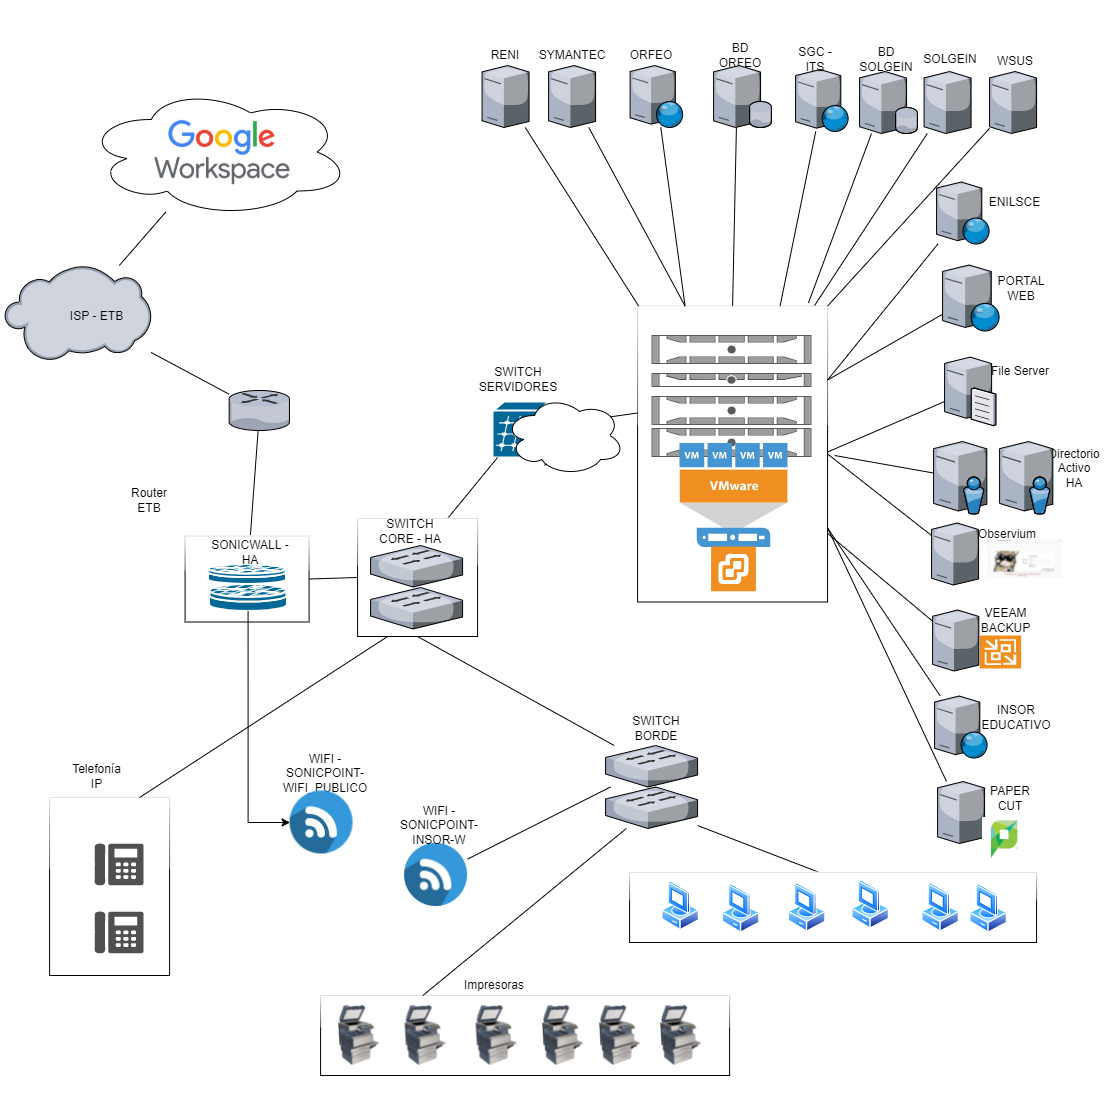 RENI
SYMANTEC
ORFEO
BD
ORFEO
SGC -
ITS
BD
SOLGEIN
SOLGEIN
WSUS
Google
Workspace
ENILSCE
PORTAL
WEB
ISP - ETB
File Server
SWITCH
SERVIDORES
Directorio
Activo
HA
VM
VM
VM
VM
VMware
Router
ETB
SWITCH
CORE - HA
SONICWALL -
HA
Observium
VEEAM
BACKUP
INSOR
EDUCATIVO
SWITCH
BORDE
Telefonía
IP
WIFI -
SONICPOINT-
WIFI_PUBLICO
WIFI -
SONICPOINT-
INSOR-W
PAPER
CUT
Impresoras